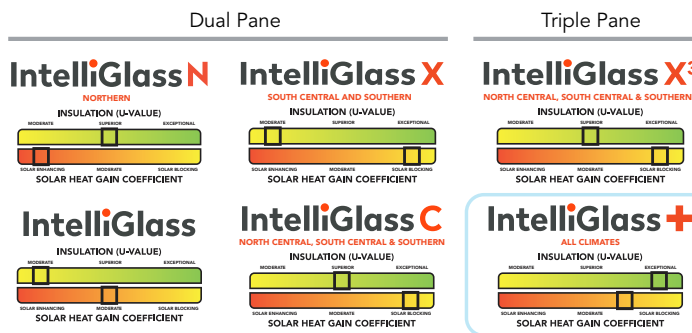 Dual Pane
Triple Pane
IntelliGlass N
NORTHERN
INSULATION (U-VALUE)
MODERATE SUPERIOR EXCEPTIONAL
SOLAR ENHANCING MODERATE SOLAR BLOCKING
SOLAR HEAT GAIN COEFFICIENT
IntelliGlass X
SOUTH CENTRAL AND SOUTHERN
INSULATION (U-VALUE)
MODERATE SUPERIOR EXCEPTIONAL
SOLAR ENHANCING MODERATE SOLAR BLOCKING
SOLAR HEAT GAIN COEFFICIENT
IntelliGlass X³
NORTH CENTRAL, SOUTH CENTRAL & SOUTHERN
INSULATION (U-VALUE)
MODERATE SUPERIOR EXCEPTIONAL
SOLAR ENHANCING MODERATE SOLAR BLOCKING
SOLAR HEAT GAIN COEFFICIENT
IntelliGlass
INSULATION (U-VALUE)
MODERATE SUPERIOR EXCEPTIONAL
SOLAR ENHANCING MODERATE SOLAR BLOCKING
SOLAR HEAT GAIN COEFFICIENT
IntelliGlass C
NORTH CENTRAL, SOUTH CENTRAL & SOUTHERN
INSULATION (U-VALUE)
MODERATE SUPERIOR EXCEPTIONAL
SOLAR ENHANCING MODERATE SOLAR BLOCKING
SOLAR HEAT GAIN COEFFICIENT
IntelliGlass +
ALL CLIMATES
INSULATION (U-VALUE)
MODERATE SUPERIOR EXCEPTIONAL
SOLAR ENHANCING MODERATE SOLAR BLOCKING
SOLAR HEAT GAIN COEFFICIENT